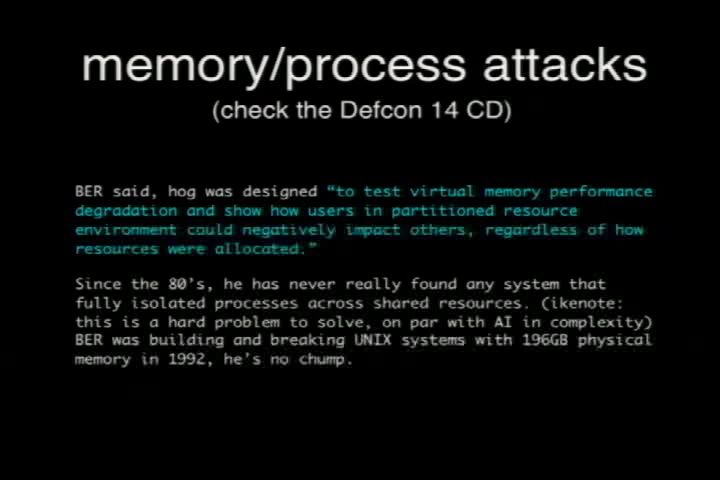 memory/process attacks
(check the Defcon 14 CD)
BER said, hog was designed “to test virtual memory performance
degradation and show how users in partitioned resource
environment could negatively impact others, regardless of how
resources were allocated.”
Since the 80’s, he has never really found any system that
fully isolated processes across shared resources. (ikenote:
this is a hard problem to solve, on par with AI in complexity)
BER was building and breaking UNIX systems with 196GB physical
memory in 1992, he’s no chump.